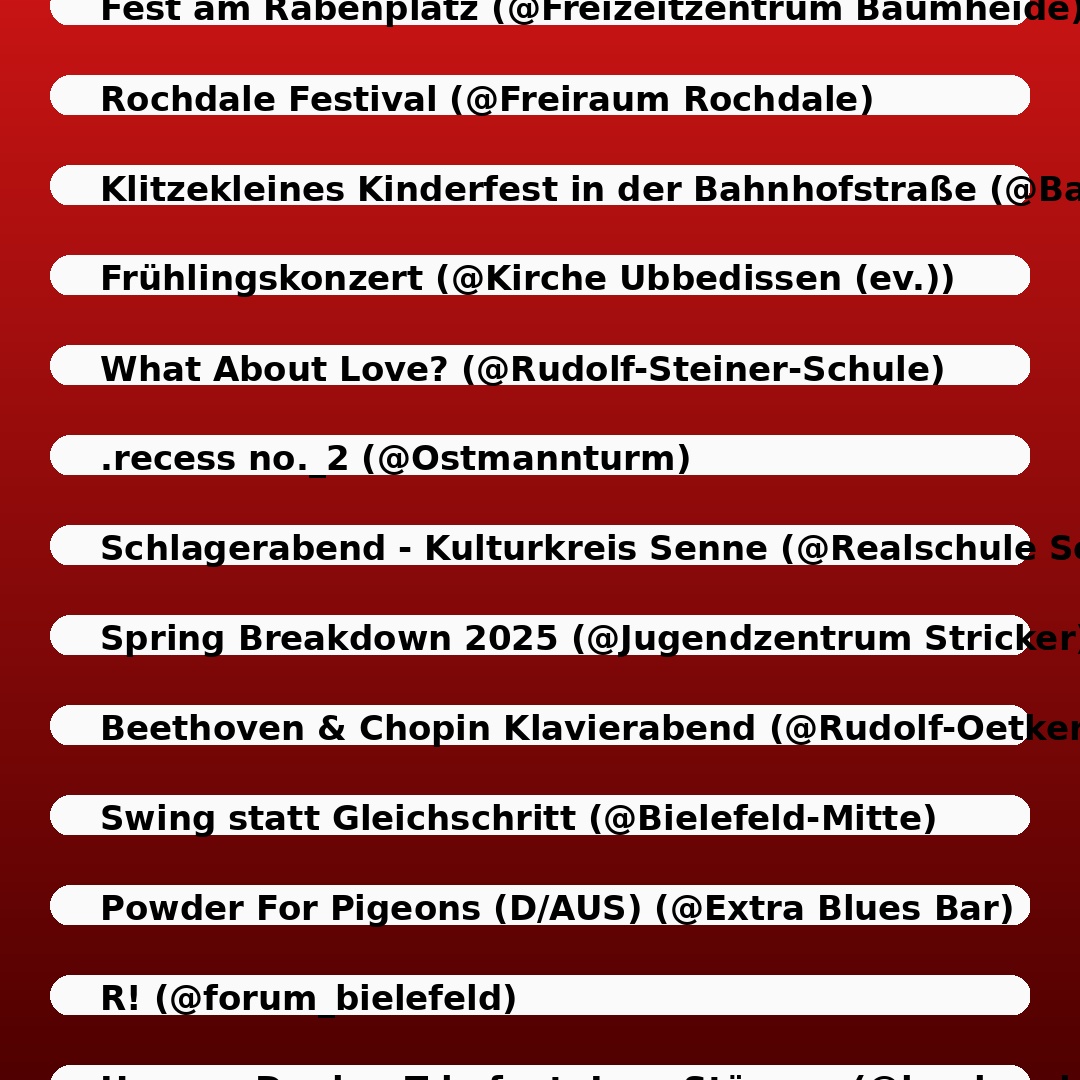 Fest am Rabenplatz (@Freizeitzentrum Baumheide)
Rochdale Festival (@Freiraum Rochdale)
Klitzekleines Kinderfest in der Bahnhofstraße (@Ba
Frühlingskonzert (@Kirche Ubbedissen (ev.))
What About Love? (@Rudolf-Steiner-Schule)
.recess no._2 (@Ostmannturm)
Schlagerabend - Kulturkreis Senne (@Realschule Se
Spring Breakdown 2025 (@Jugendzentrum Stricker)
Beethoven & Chopin Klavierabend (@Rudolf-Oetker
Swing statt Gleichschritt (@Bielefeld-Mitte)
Powder For Pigeons (D/AUS) (@Extra Blues Bar)
R! (@forum_bielefeld)